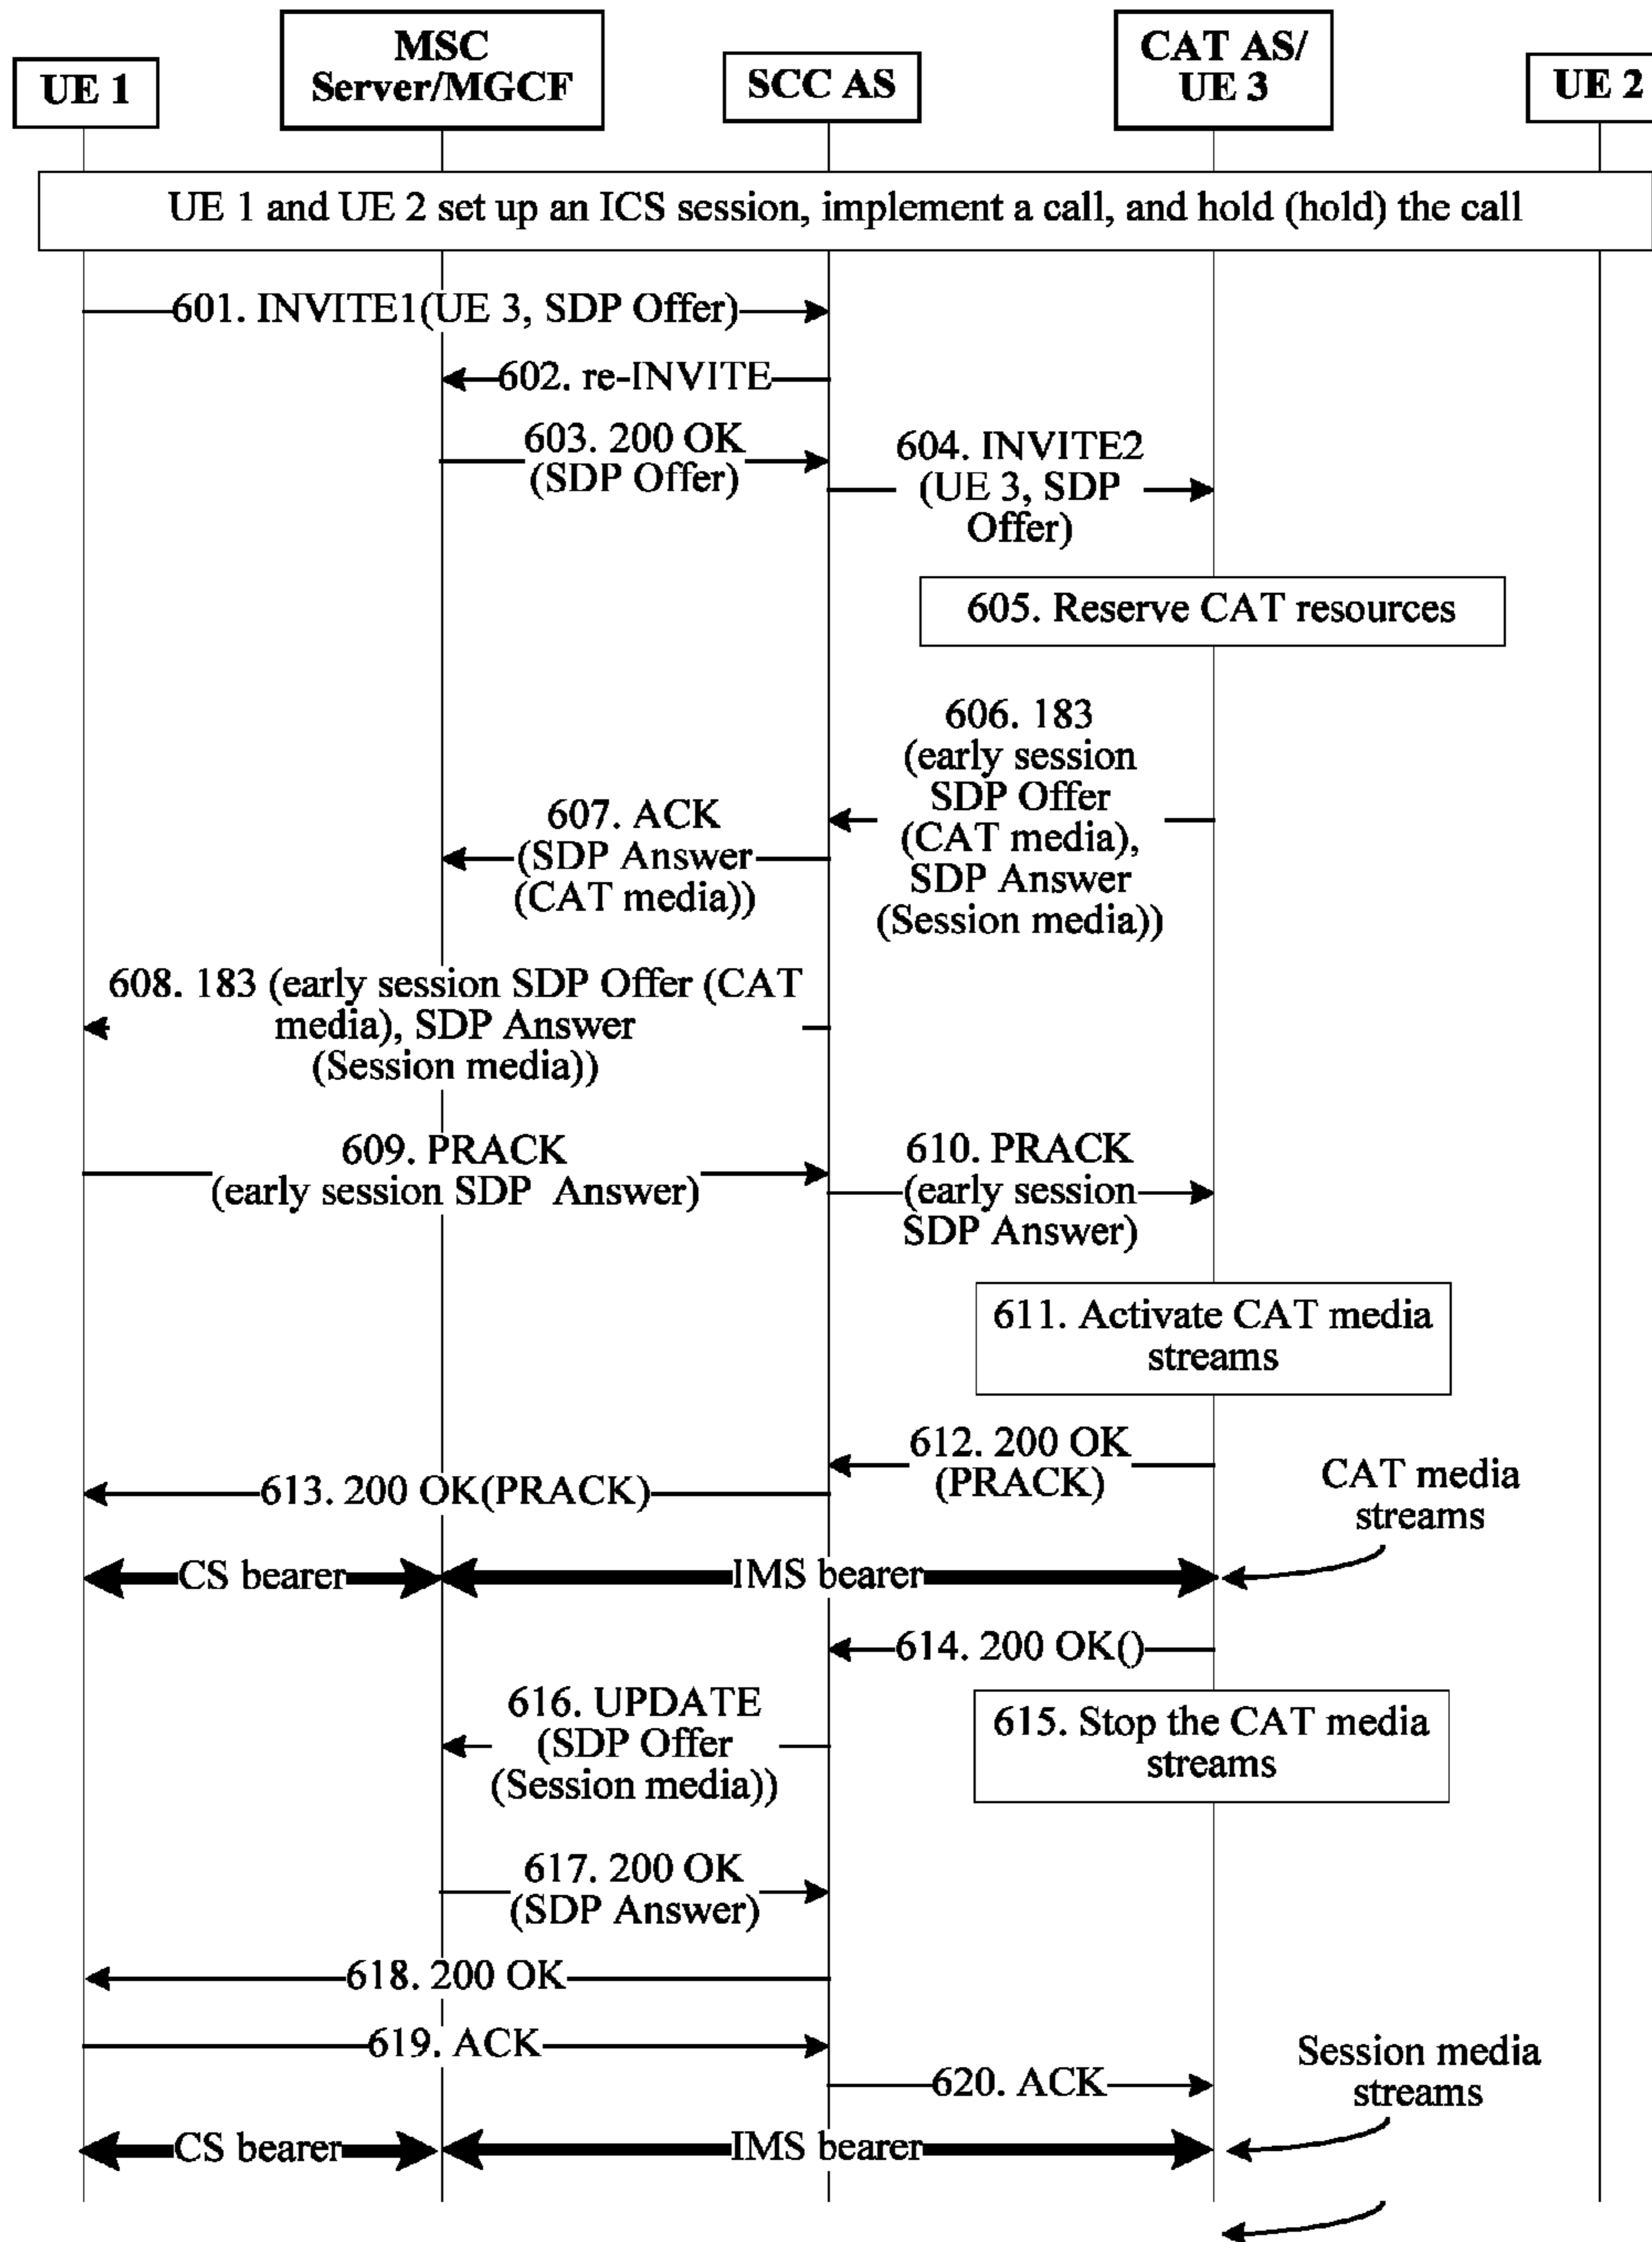 UE 1
MSC
Server/MGCF
SCC AS
CAT AS/
UE 3
UE 2
UE 1 and UE 2 set up an ICS session, implement a call, and hold (hold) the call
601. INVITE1(UE 3, SDP Offer)
602. re-INVITE
603. 200 OK
(SDP Offer)
604. INVITE2
(UE 3, SDP
Offer)
605. Reserve CAT resources
606. 183
(early session
SDP Offer
(CAT media),
SDP Answer
(Session media))
607. ACK
(SDP Answer
(CAT media))
608. 183 (early session SDP Offer (CAT
media), SDP Answer
(Session media))
609. PRACK
(early session SDP Answer)
610. PRACK
(early session
SDP Answer)
611. Activate CAT media
streams
612. 200 OK
(PRACK)
613. 200 OK(PRACK)
CAT media
streams
CS bearer
IMS bearer
614. 200 OK()
615. Stop the CAT media
streams
616. UPDATE
(SDP Offer
(Session media))
617. 200 OK
(SDP Answer)
618. 200 OK
619. ACK
620. ACK
Session media
streams
CS bearer
IMS bearer